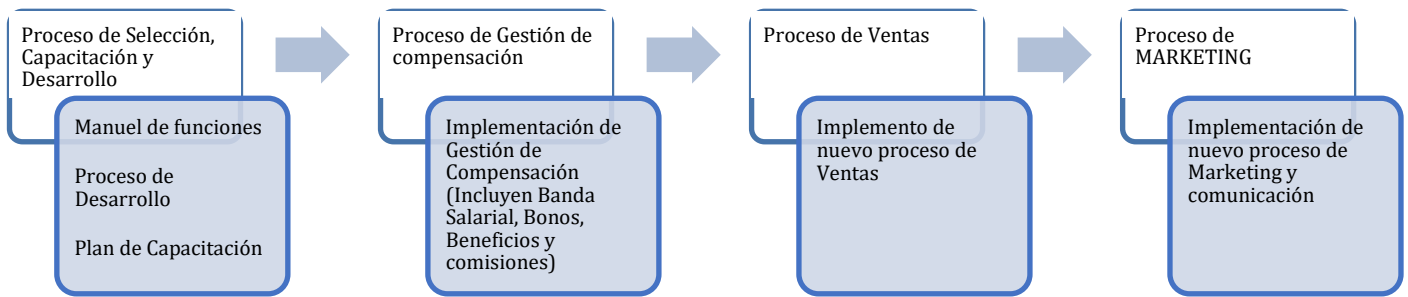 Proceso de Selección,
Capacitación y
Desarrollo
Manuel de funciones
Proceso de
Desarrollo
Plan de Capacitación
Proceso de Gestión de
compensación
Implementación de
Gestión de
Compensación
(Incluyen Banda
Salarial, Bonos,
Beneficios y
comisiones)
Proceso de Ventas
Implemento de
nuevo proceso de
Ventas
Proceso de
MARKETING
Implementación de
nuevo proceso de
Marketing y
comunicación